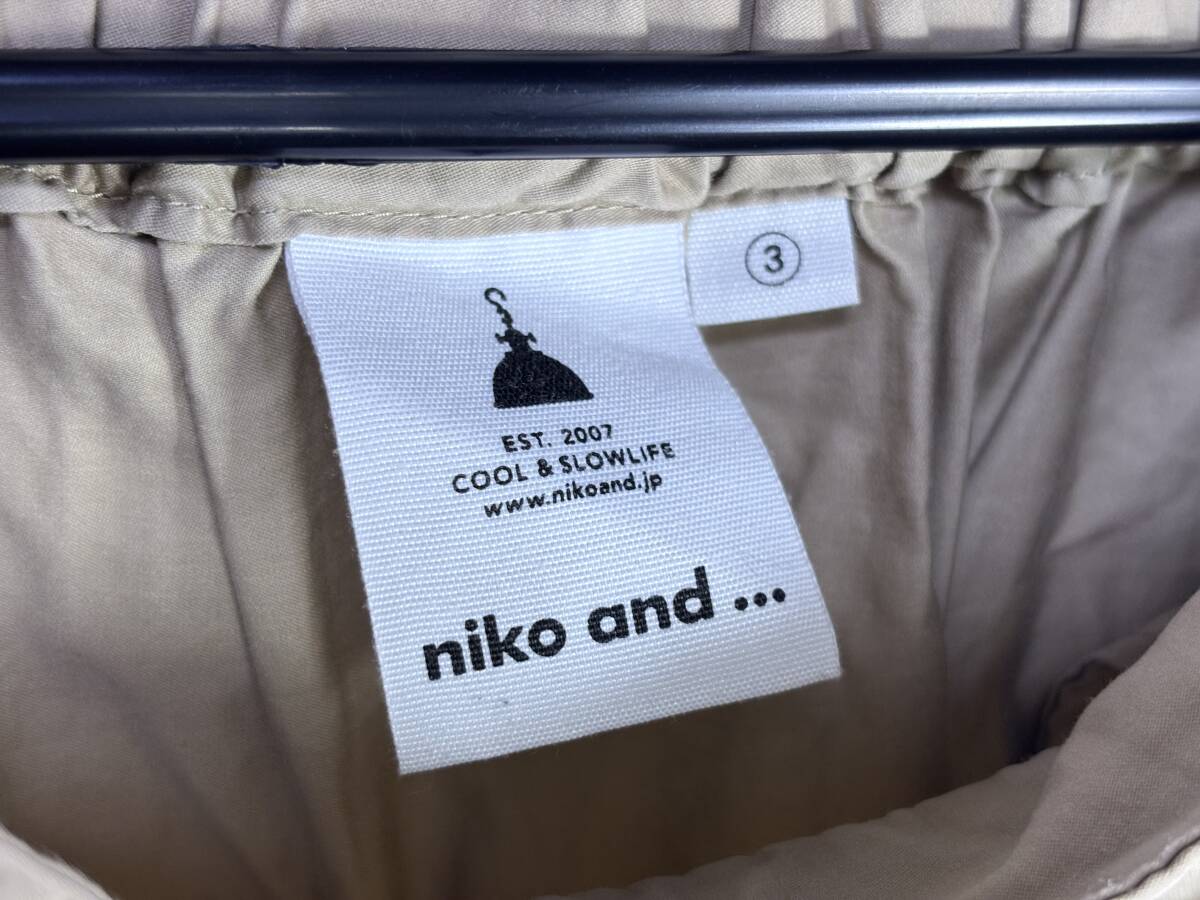 ③
EST. 2007
COOL & SLOWLIFE
www.nikoand.jp
niko and ...